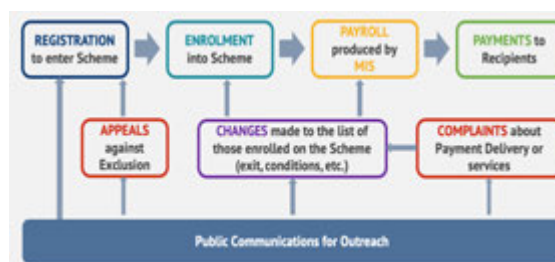 REGISTRATION
to enter Scheme
ENROLMENT
into Scheme
PAYROLL
produced by
MIS
PAYMENTS to
Recipients
APPEALS
against
Exclusion
CHANGES made to the list of
those enrolled on the Scheme
(exit, conditions, etc.)
COMPLAINTS about
Payment Delivery or
services
Public Communications for Outreach